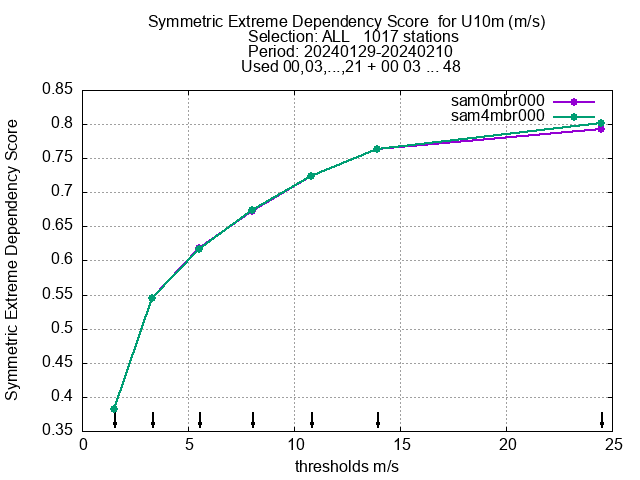 Symmetric Extreme Dependency Score  for U10m (m/s)
Selection: ALL   1017 stations
Period: 20240129-20240210
Used 00,03,...,21 + 00 03 ... 48
sam0mbr000
sam4mbr000
Symmetric Extreme Dependency Score
0.85
0.8
0.75
0.7
0.65
0.6
0.55
0.5
0.45
0.4
0.35
0 5 10 15 20 25
thresholds m/s